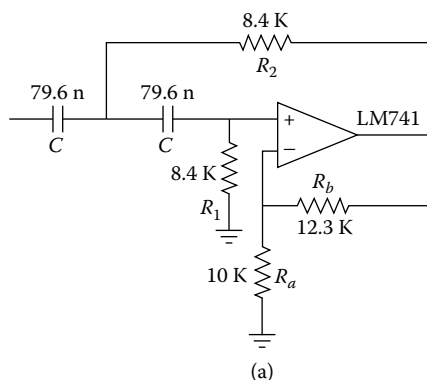 8.4 K
R2
79.6 n
79.6 n
C
C
+
−
LM741
8.4 K
R1
Rb
12.3 K
10 K
Ra
(a)